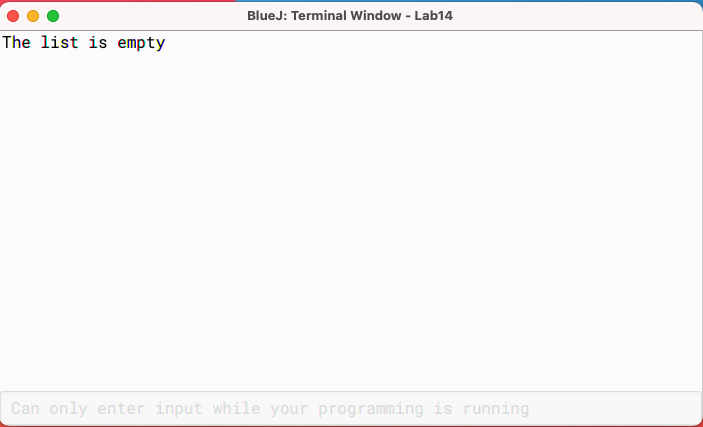 BlueJ: Terminal Window - Lab14
The list is empty
Can only enter input while your programming is running